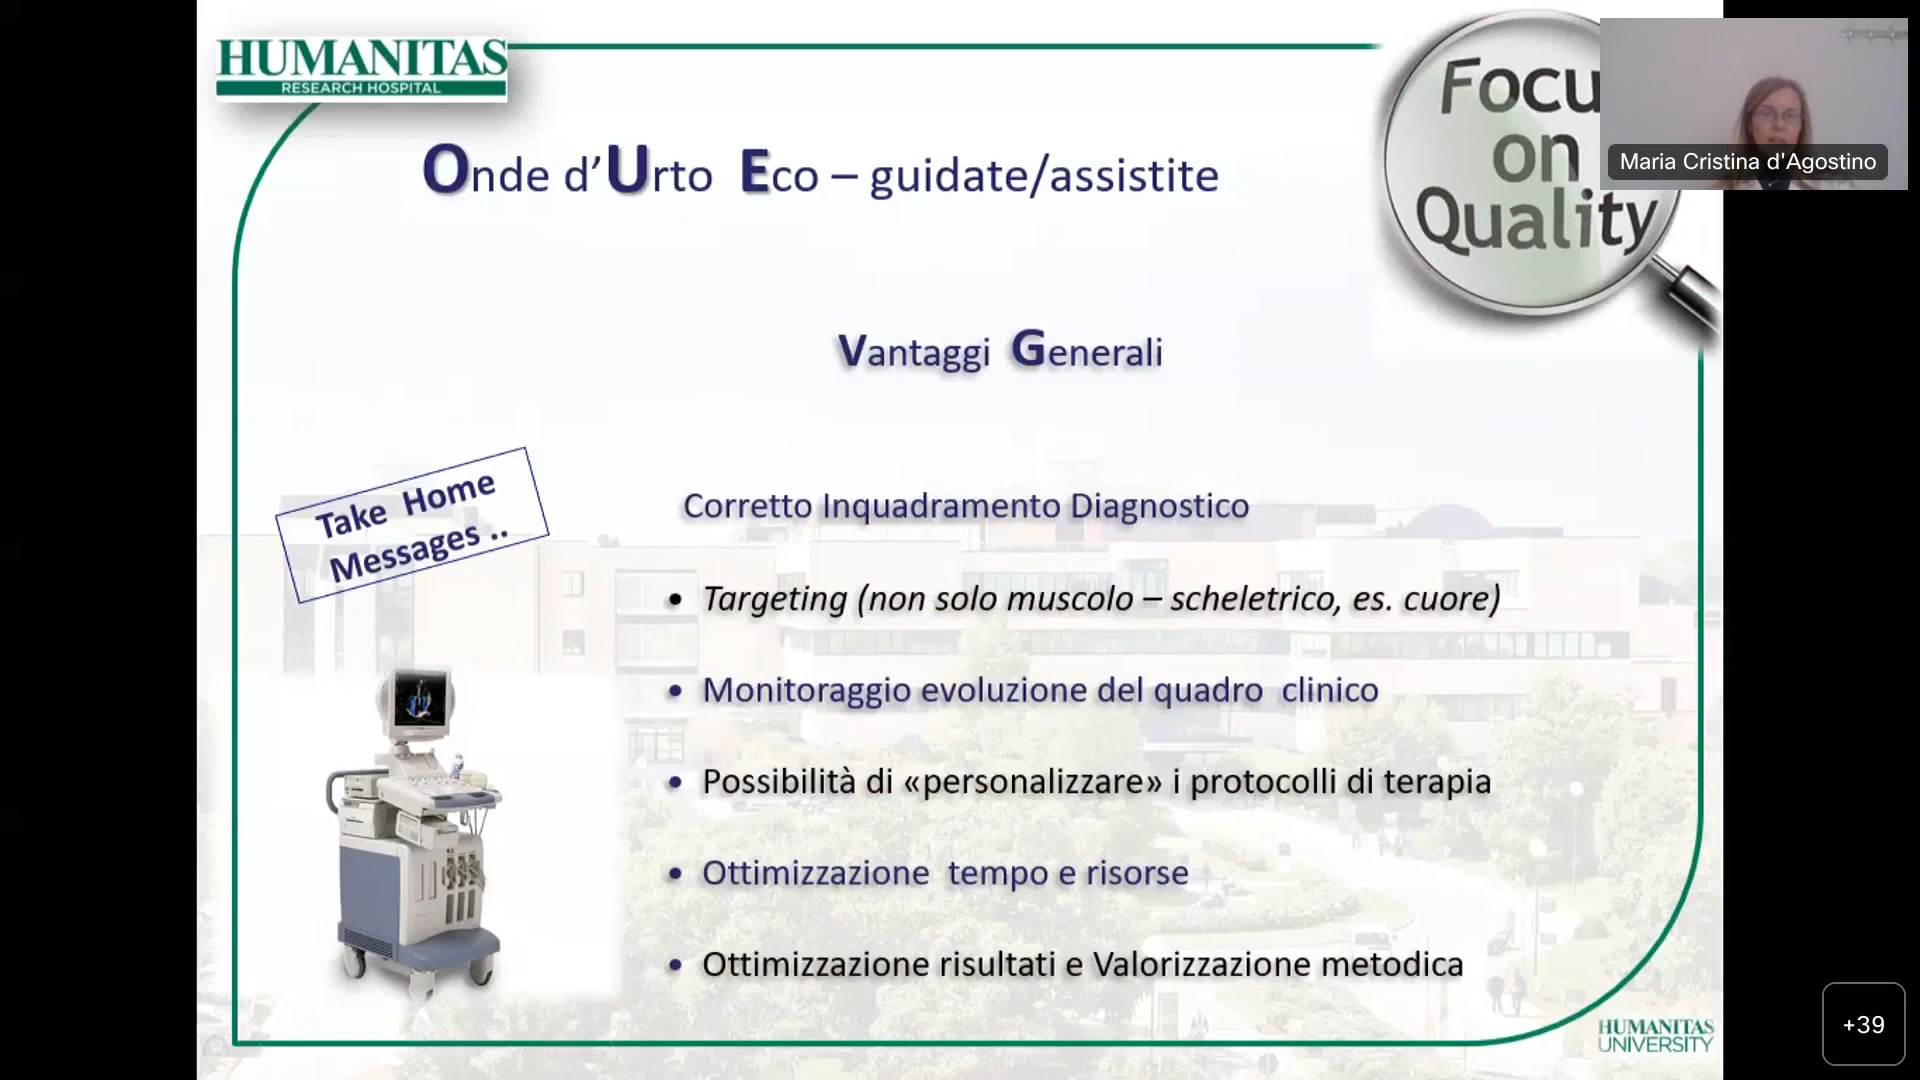 HUMANITAS
RESEARCH HOSPITAL
Onde d’Urto Eco – guidate/assistite
on
Quality
Maria Cristina d'Agostino
Vantaggi Generali
Take Home
Messages ..
Corretto Inquadramento Diagnostico
• Targeting (non solo muscolo – scheletrico, es. cuore)
• Monitoraggio evoluzione del quadro clinico
• Possibilità di «personalizzare» i protocolli di terapia
• Ottimizzazione tempo e risorse
• Ottimizzazione risultati e Valorizzazione metodica
HUMANITAS
UNIVERSITY
+39